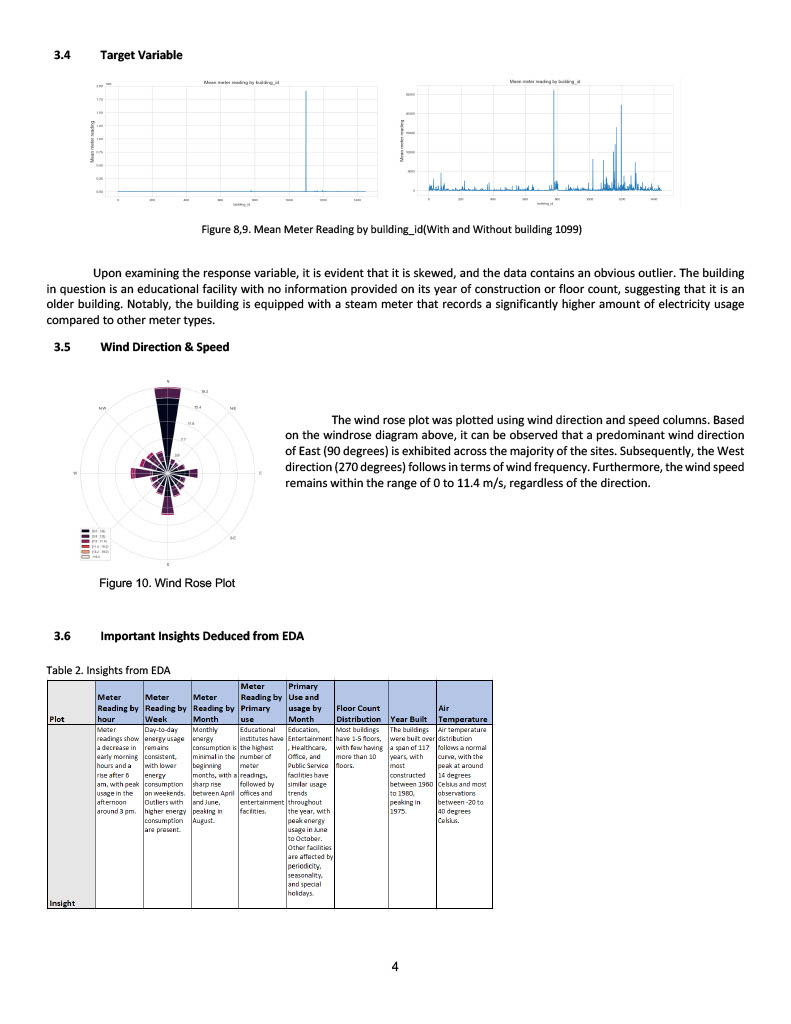 3.4 Target Variable
Mean meter reading by building_id
Mean meter reading
building_id
Mean meter reading by building_id
Mean meter reading
building_id
Figure 8,9. Mean Meter Reading by building_id(With and Without building 1099)
Upon examining the response variable, it is evident that it is skewed, and the data contains an obvious outlier. The building
in question is an educational facility with no information provided on its year of construction or floor count, suggesting that it is an
older building. Notably, the building is equipped with a steam meter that records a significantly higher amount of electricity usage
compared to other meter types.
3.5 Wind Direction & Speed
N
NW
NE
W
E
SE
S
The wind rose plot was plotted using wind direction and speed columns. Based
on the windrose diagram above, it can be observed that a predominant wind direction
of East (90 degrees) is exhibited across the majority of the sites. Subsequently, the West
direction (270 degrees) follows in terms of wind frequency. Furthermore, the wind speed
remains within the range of 0 to 11.4 m/s, regardless of the direction.
Figure 10. Wind Rose Plot
3.6 Important Insights Deduced from EDA
Table 2. Insights from EDA
Plot
Meter
Reading by
hour
Meter
Reading by
Week
Meter
Reading by
Month
Meter
Reading by
Primary
use
Primary
Use and
usage by
Month
Floor Count
Distribution
Year Built
Air
Temperature
Insight
Meter
readings show
a decrease in
early morning
hours and a
rise after 6
am, with peak
usage in the
afternoon
around 3 pm.
Day-to-day
energy usage
remains
consistent,
with lower
energy
consumption
on weekends.
Outliers with
higher energy
consumption
are present.
Monthly
energy
consumption is
minimal in the
beginning
months, with a
sharp rise
between April
and June,
peaking in
August.
Educational
institutes have
the highest
number of
meter
readings,
followed by
offices and
entertainment
facilities.
Education,
Entertainment
, Healthcare,
Office, and
Public Service
facilities have
similar usage
trends
throughout
the year, with
peak energy
usage in June
to October.
Other facilities
are affected by
periodicity,
seasonality,
and special
holidays.
Most buildings
have 1-5 floors,
with few having
more than 10
floors.
The buildings
were built over
a span of 117
years, with
most
constructed
between 1960
to 1980,
peaking in
1975.
Air temperature
distribution
follows a normal
curve, with the
peak at around
14 degrees
Celsius and most
observations
between -20 to
40 degrees
Celsius.
4